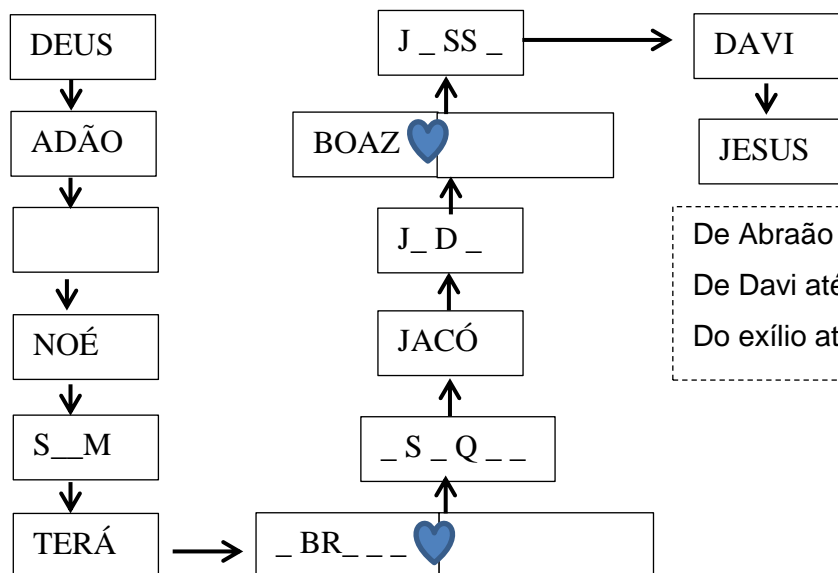 DEUS
ADÃO
NOÉ
S__M
TERÁ
_ BR_ _ _
_ S _ Q _ _
JACÓ
J_ D _
BOAZ
J _ SS _
DAVI
JESUS
De Abraão
De Davi até
Do exílio at